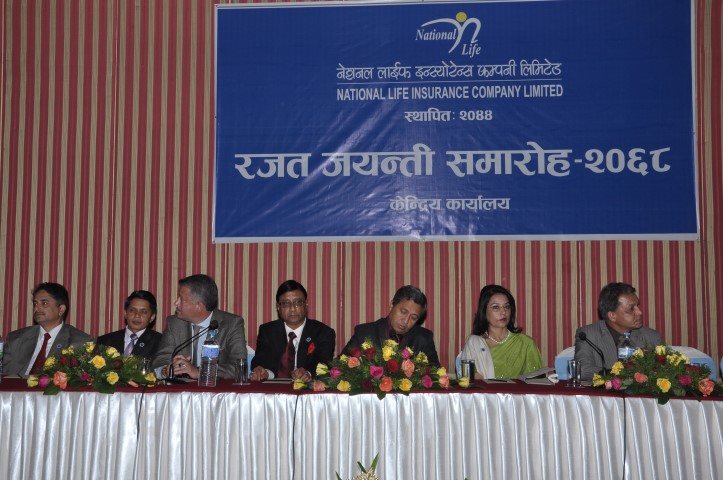 National
Life
नेशनल लाईफ इन्स्योरेन्स कम्पनी लिमिटेड
NATIONAL LIFE INSURANCE COMPANY LIMITED
स्थापित: २०४४
रजत जयन्ती समारोह-२०६८
केन्द्रिय कार्यालय